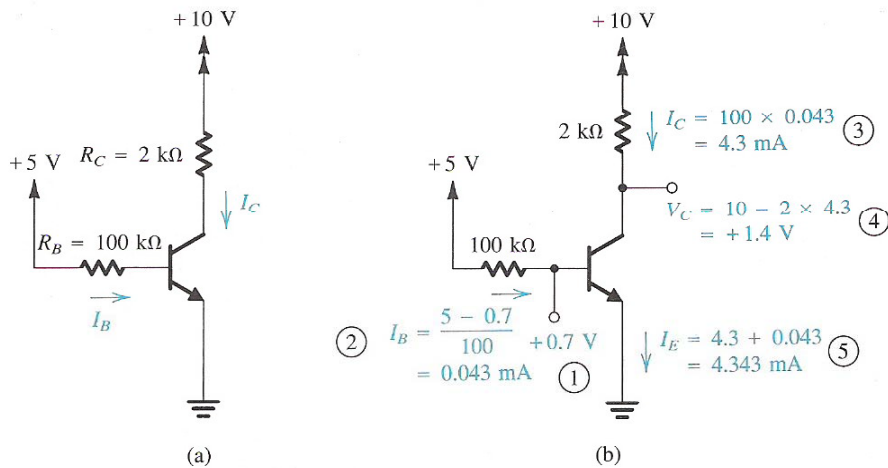 +10 V
R_C = 2 kΩ
+5 V
I_C
R_B = 100 kΩ
I_B
(a)
+10 V
2 kΩ
I_C = 100 × 0.043
= 4.3 mA
③
+5 V
V_C = 10 − 2 × 4.3
= +1.4 V
④
100 kΩ
② I_B = (5 − 0.7)/100
= 0.043 mA
+0.7 V
①
I_E = 4.3 + 0.043
= 4.343 mA
⑤
(b)